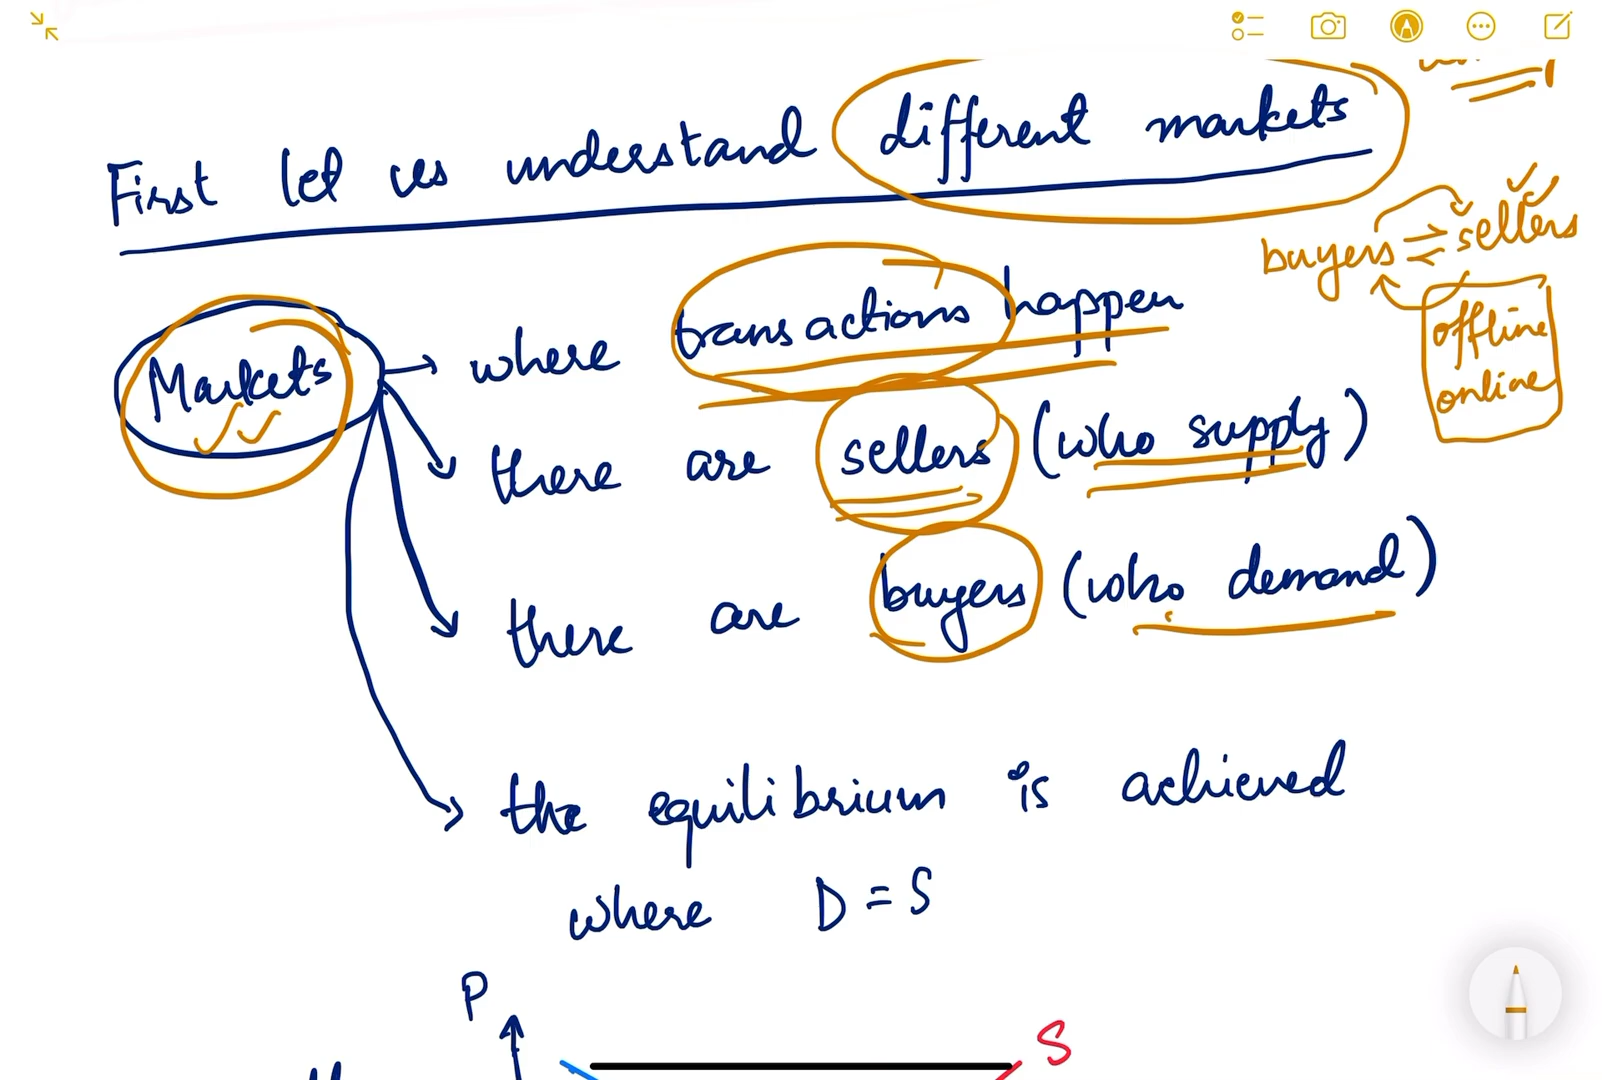 First let us understand different markets
buyers ⇌ sellers
offline
online
Markets → where transactions happen
there are sellers (who supply)
there are buyers (who demand)
the equilibrium is achieved
where D = S
P
S